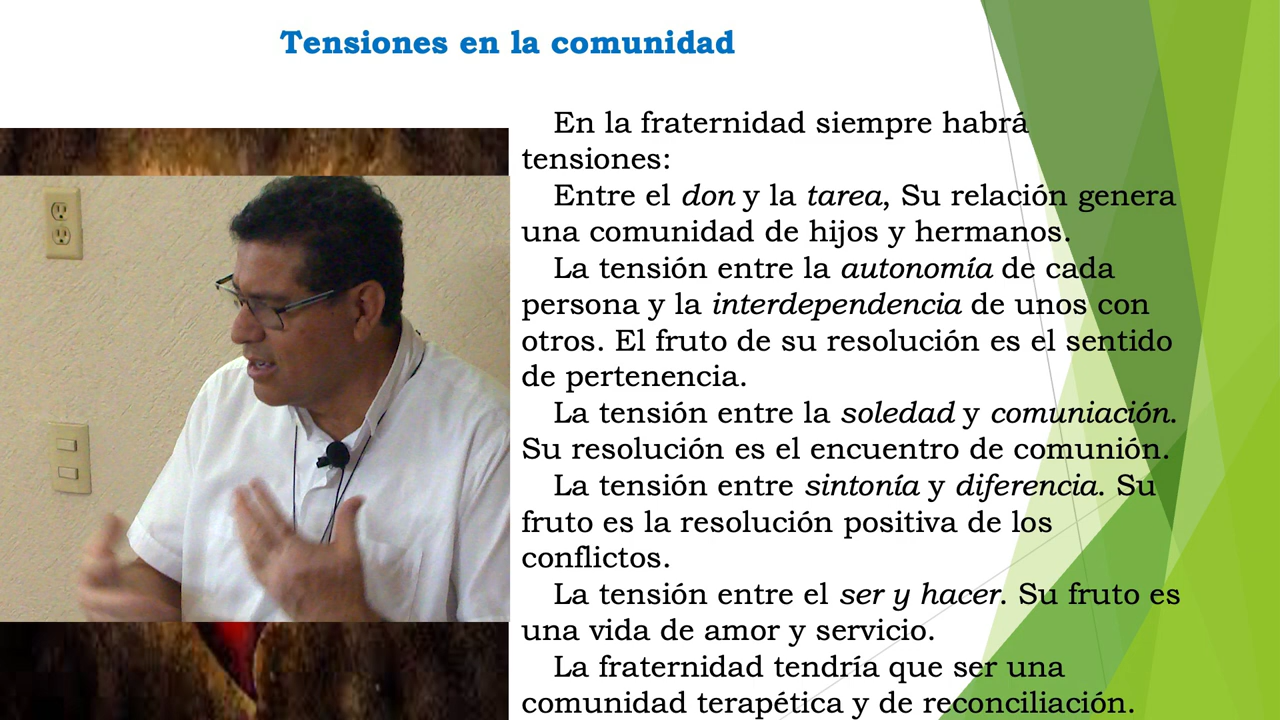 Tensiones en la comunidad
En la fraternidad siempre habrá
tensiones:
Entre el don y la tarea, Su relación genera
una comunidad de hijos y hermanos.
La tensión entre la autonomía de cada
persona y la interdependencia de unos con
otros. El fruto de su resolución es el sentido
de pertenencia.
La tensión entre la soledad y comuniación.
Su resolución es el encuentro de comunión.
La tensión entre sintonía y diferencia. Su
fruto es la resolución positiva de los
conflictos.
La tensión entre el ser y hacer. Su fruto es
una vida de amor y servicio.
La fraternidad tendría que ser una
comunidad terapética y de reconciliación.